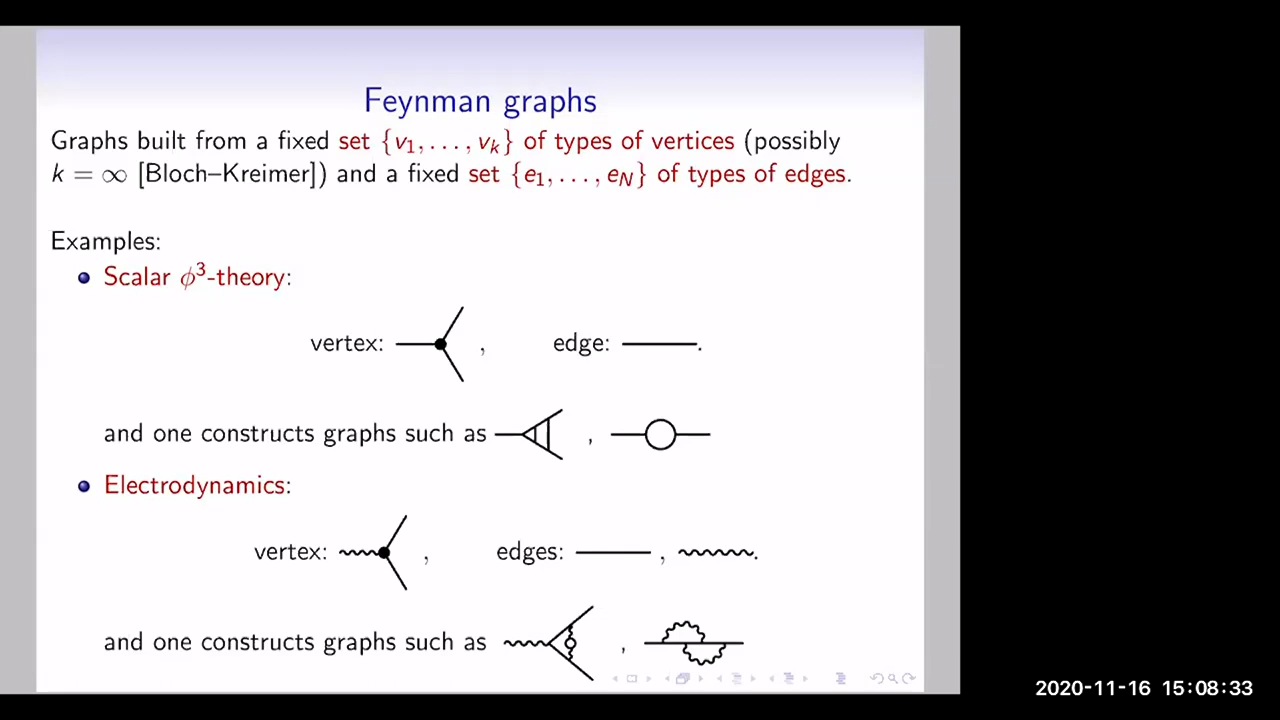 Feynman graphs
Graphs built from a fixed set {v₁, . . . , vₖ} of types of vertices (possibly
k = ∞ [Bloch–Kreimer]) and a fixed set {e₁, . . . , e_N} of types of edges.
Examples:
Scalar ϕ³-theory:
vertex: , edge: .
and one constructs graphs such as ,
Electrodynamics:
vertex: , edges: , .
and one constructs graphs such as ,
2020-11-16 15:08:33